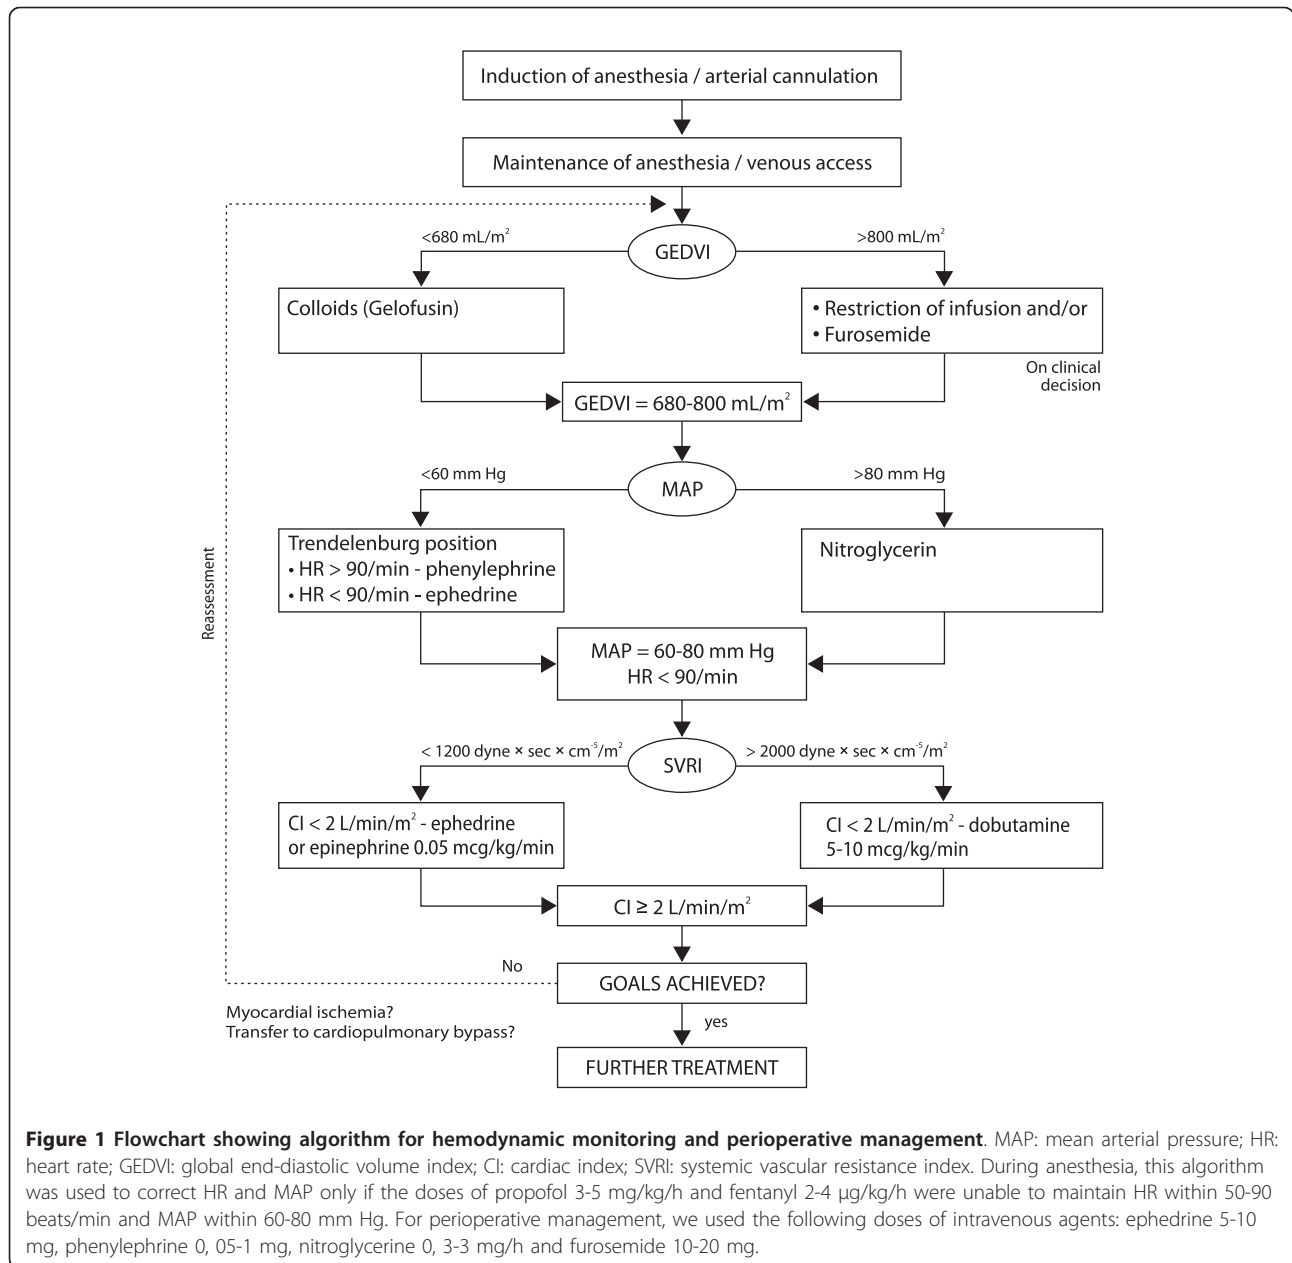 Induction of anesthesia / arterial cannulation
Maintenance of anesthesia / venous access
<680 mL/m²
GEDVI
>800 mL/m²
Colloids (Gelofusin)
• Restriction of infusion and/or
• Furosemide
On clinical
decision
GEDVI = 680-800 mL/m²
<60 mm Hg
MAP
>80 mm Hg
Trendelenburg position
• HR > 90/min - phenylephrine
• HR < 90/min - ephedrine
Nitroglycerin
Reassessment
MAP = 60-80 mm Hg
HR < 90/min
< 1200 dyne × sec × cm⁻⁵/m²
SVRI
> 2000 dyne × sec × cm⁻⁵/m²
CI < 2 L/min/m² - ephedrine
or epinephrine 0.05 mcg/kg/min
CI < 2 L/min/m² - dobutamine
5-10 mcg/kg/min
CI ≥ 2 L/min/m²
No
GOALS ACHIEVED?
Myocardial ischemia?
Transfer to cardiopulmonary bypass?
yes
FURTHER TREATMENT
Figure 1 Flowchart showing algorithm for hemodynamic monitoring and perioperative management. MAP: mean arterial pressure; HR:
heart rate; GEDVI: global end-diastolic volume index; CI: cardiac index; SVRI: systemic vascular resistance index. During anesthesia, this algorithm
was used to correct HR and MAP only if the doses of propofol 3-5 mg/kg/h and fentanyl 2-4 μg/kg/h were unable to maintain HR within 50-90
beats/min and MAP within 60-80 mm Hg. For perioperative management, we used the following doses of intravenous agents: ephedrine 5-10
mg, phenylephrine 0, 05-1 mg, nitroglycerine 0, 3-3 mg/h and furosemide 10-20 mg.